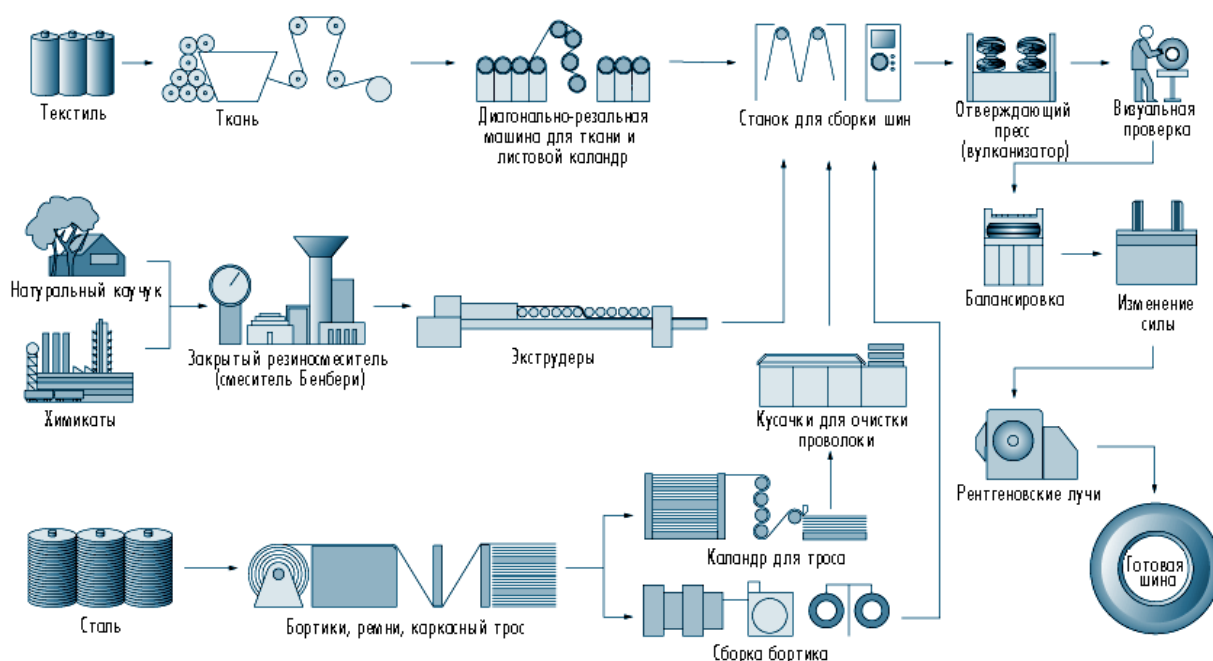 Текстиль
Ткань
Диагонально-резальная
машина для ткани и
листовой каландр
Станок для сборки шин
Отверждающий
пресс
(вулканизатор)
Визуальная
проверка
Натуральный каучук
Химикаты
Закрытый резиносмеситель
(смеситель Бенбери)
Экструдеры
Кусачки для очистки
проволоки
Балансировка
Изменение
силы
Рентгеновские лучи
Сталь
Бортики, ремни, каркасный трос
Каландр для троса
Сборка бортика
Готовая
шина